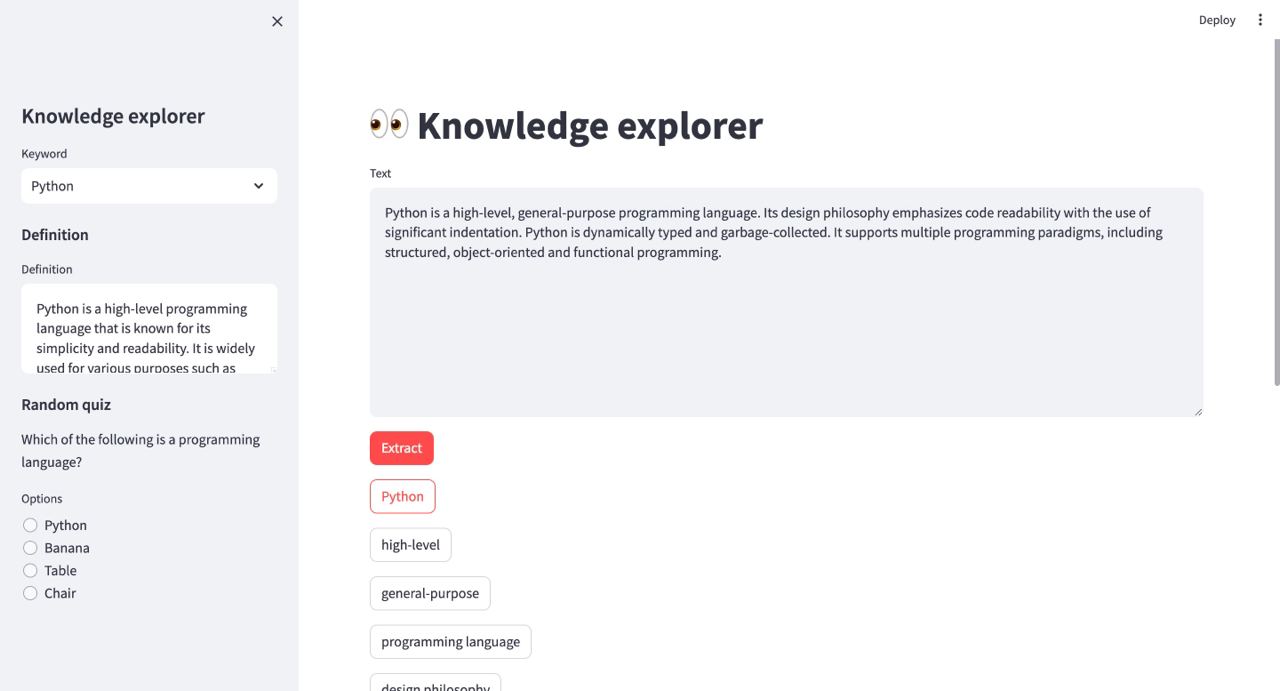 Deploy
Knowledge explorer
Keyword
Python
Definition
Definition
Python is a high-level programming
language that is known for its
simplicity and readability. It is widely
used for various purposes such as
Random quiz
Which of the following is a programming
language?
Options
Python
Banana
Table
Chair
👀 Knowledge explorer
Text
Python is a high-level, general-purpose programming language. Its design philosophy emphasizes code readability with the use of
significant indentation. Python is dynamically typed and garbage-collected. It supports multiple programming paradigms, including
structured, object-oriented and functional programming.
Extract
Python
high-level
general-purpose
programming language
design philosophy